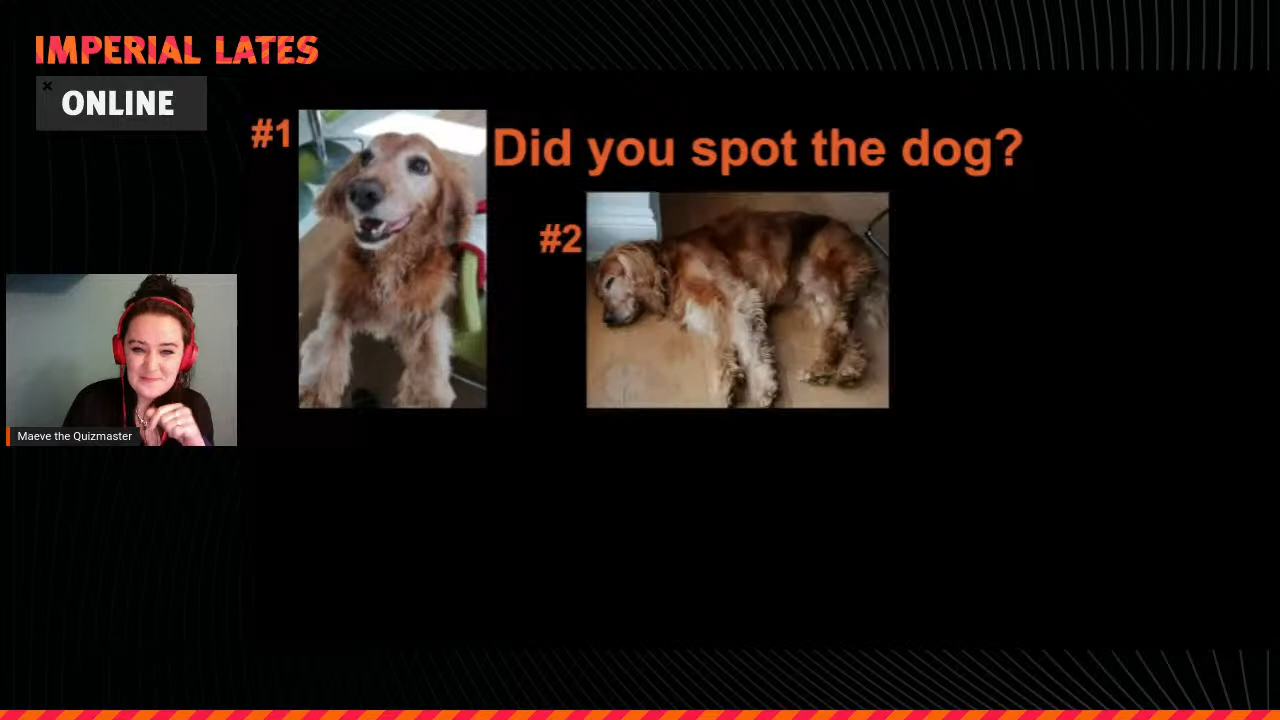 IMPERIAL LATES
ONLINE
#1
Did you spot the dog?
#2
Maeve the Quizmaster